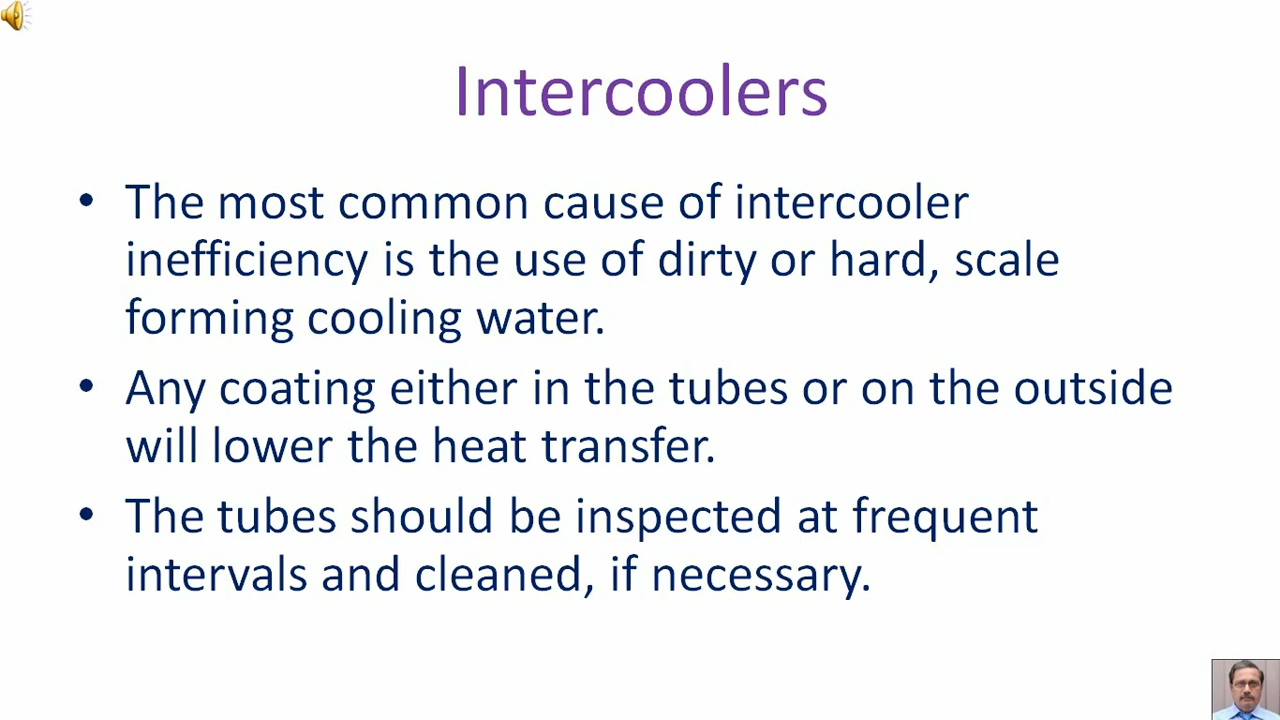 Intercoolers
• The most common cause of intercooler
inefficiency is the use of dirty or hard, scale
forming cooling water.
• Any coating either in the tubes or on the outside
will lower the heat transfer.
• The tubes should be inspected at frequent
intervals and cleaned, if necessary.